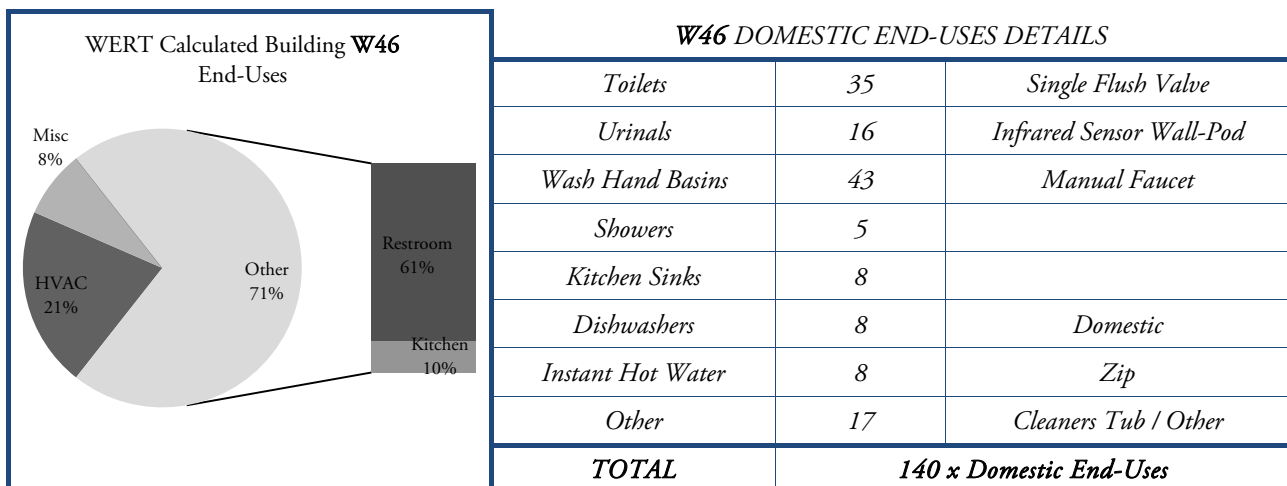 WERT Calculated Building W46
End-Uses
Misc
8%
HVAC
21%
Other
71%
Restroom
61%
Kitchen
10%
W46 DOMESTIC END-USES DETAILS
Toilets 35 Single Flush Valve
Urinals 16 Infrared Sensor Wall-Pod
Wash Hand Basins 43 Manual Faucet
Showers 5
Kitchen Sinks 8
Dishwashers 8 Domestic
Instant Hot Water 8 Zip
Other 17 Cleaners Tub / Other
TOTAL 140 x Domestic End-Uses